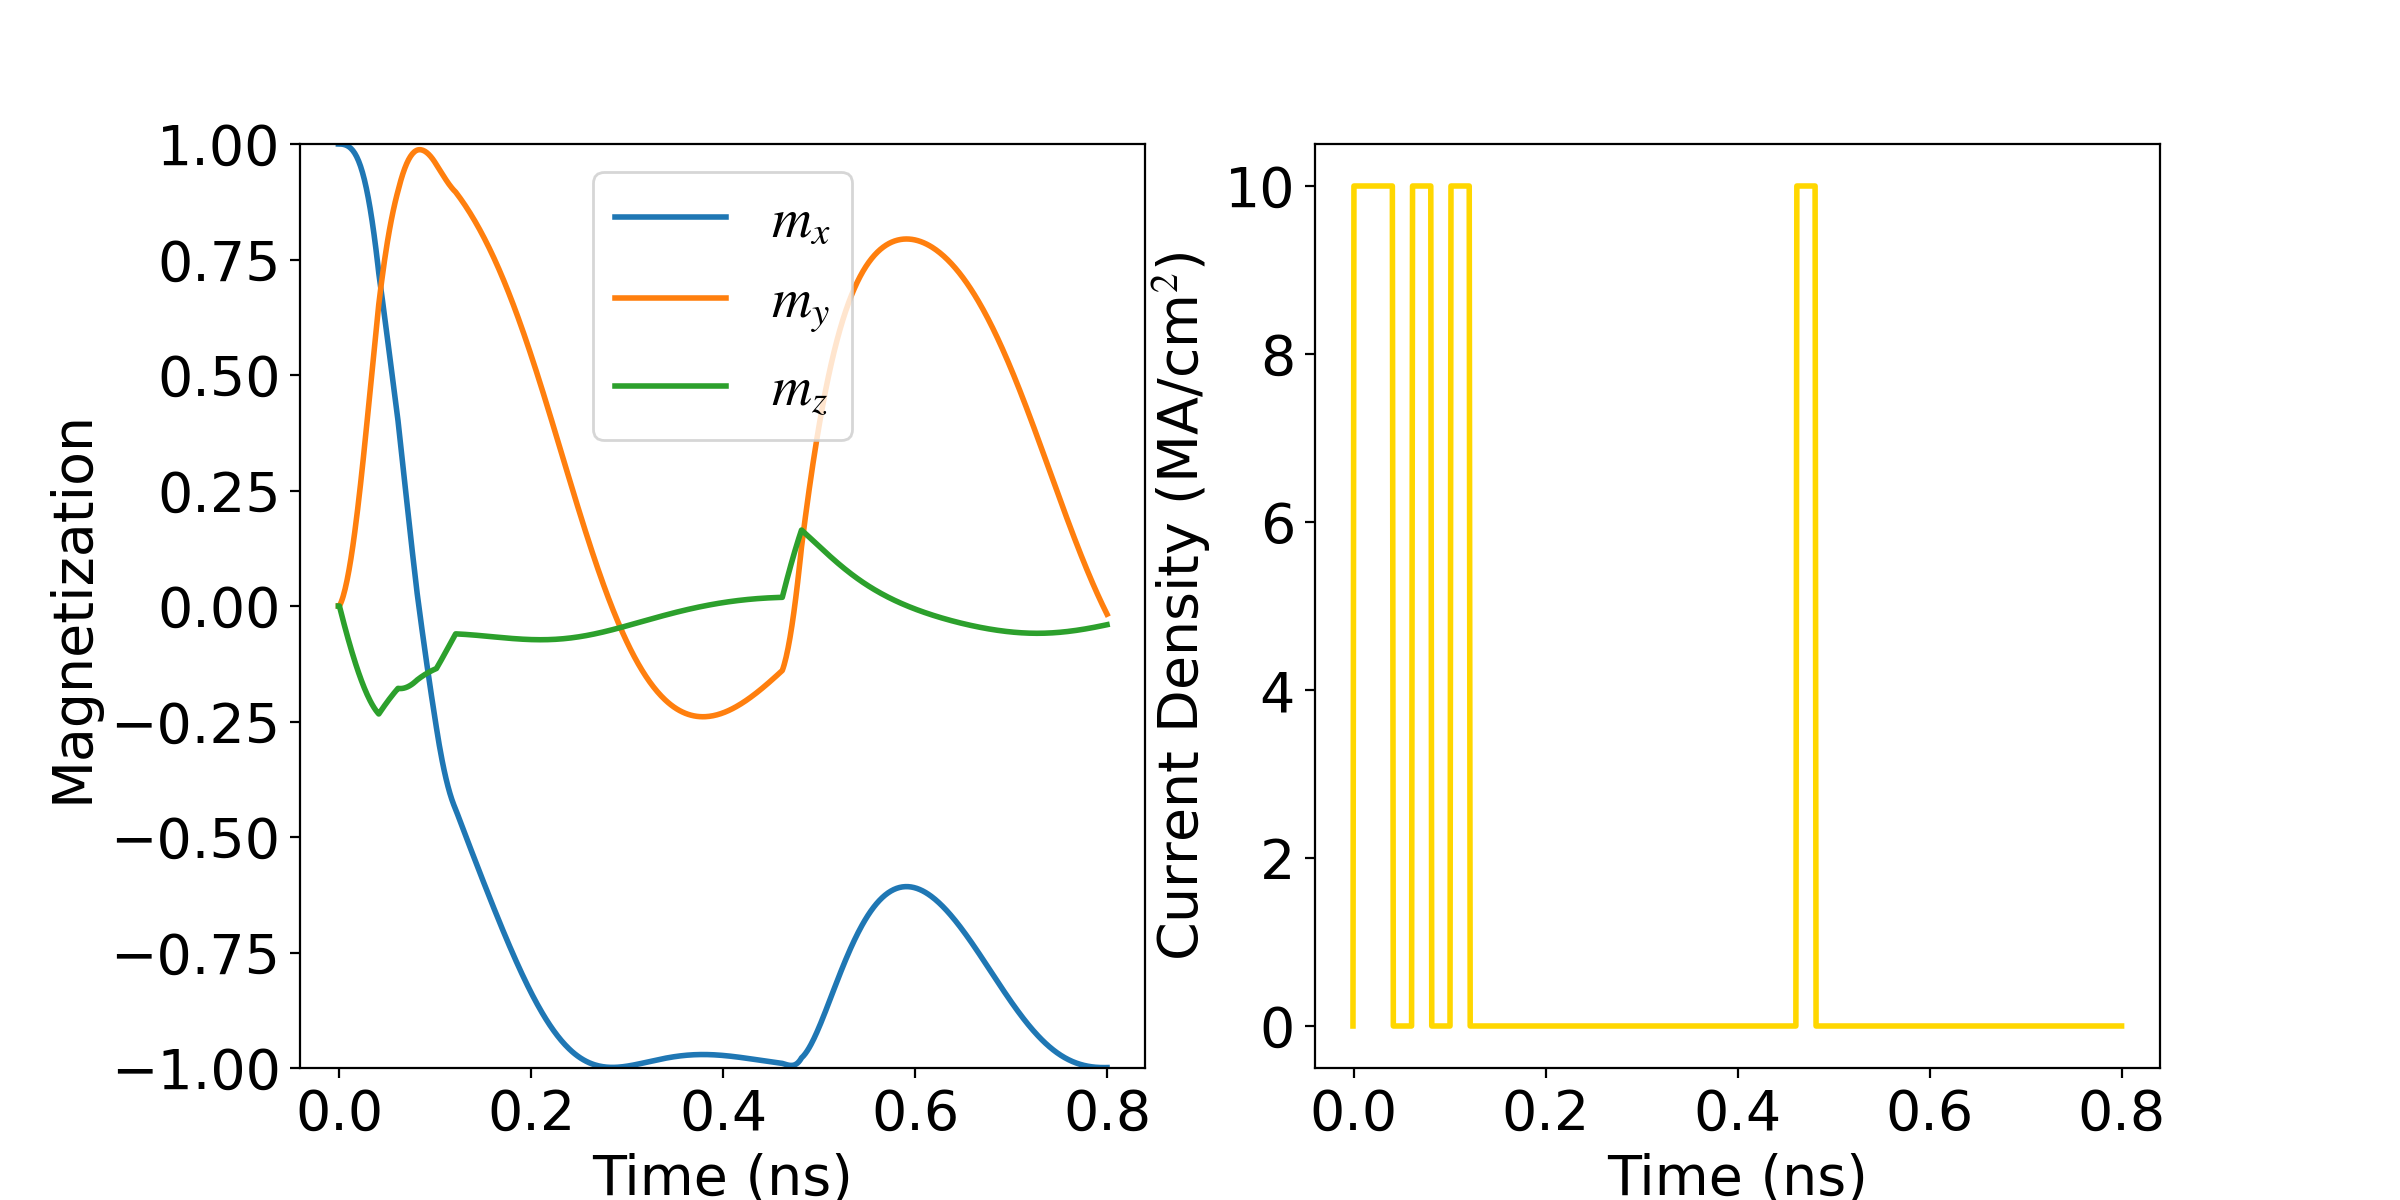 Magnetization
1.00
0.75
0.50
0.25
0.00
−0.25
−0.50
−0.75
−1.00
0.0 0.2 0.4 0.6 0.8
Time (ns)
m_x
m_y
m_z
Current Density (MA/cm²)
10
8
6
4
2
0
0.0 0.2 0.4 0.6 0.8
Time (ns)